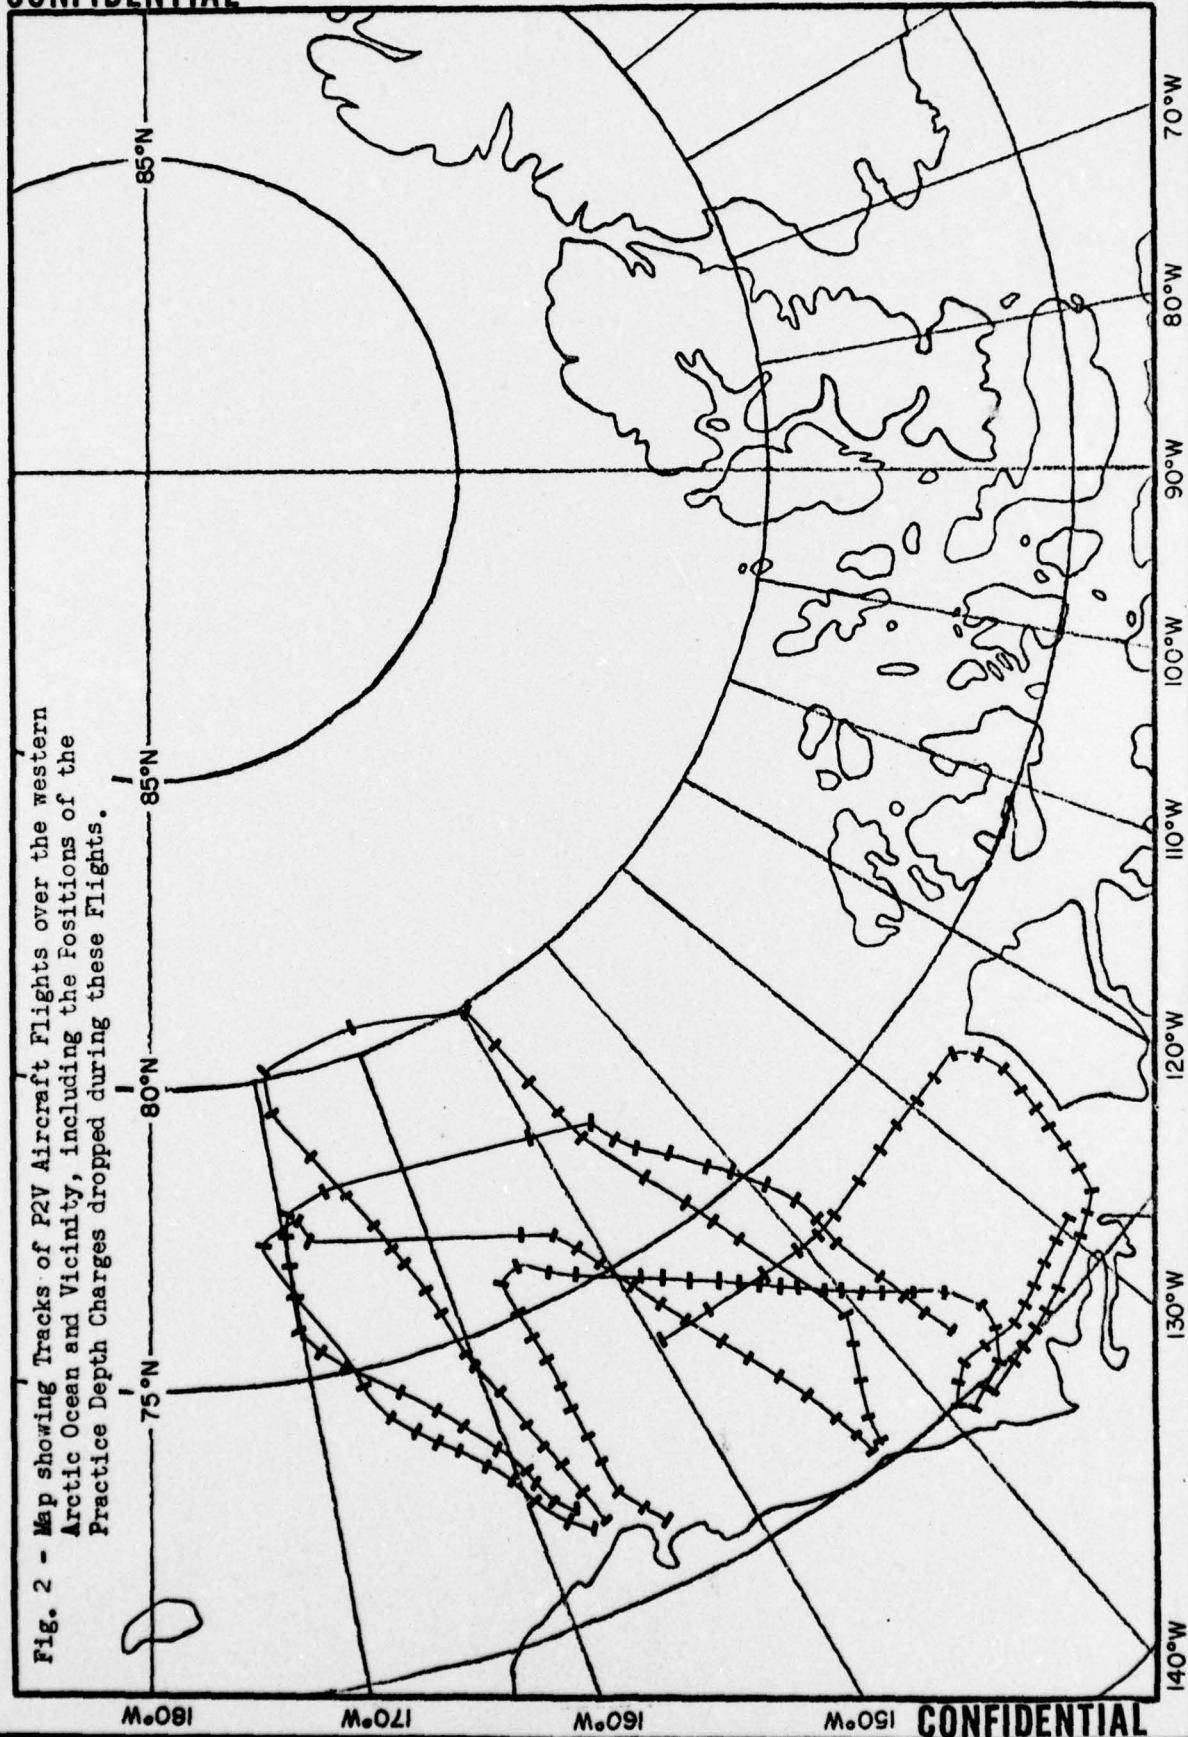 CONFIDENTIAL
Fig. 2 - Map showing Tracks of P2V Aircraft Flights over the western
Arctic Ocean and Vicinity, including the Positions of the
Practice Depth Charges dropped during these Flights.
85°N
85°N
80°N
75°N
180°W
170°W
160°W
150°W
140°W
130°W
120°W
110°W
100°W
90°W
80°W
70°W
CONFIDENTIAL